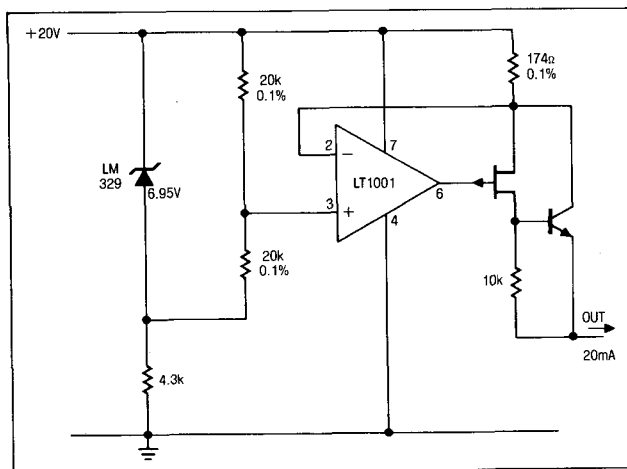 +20V
20k
0.1%
174Ω
0.1%
LM
329
6.95V
2
−
7
LT1001
6
3
+
4
20k
0.1%
10k
OUT
20mA
4.3k